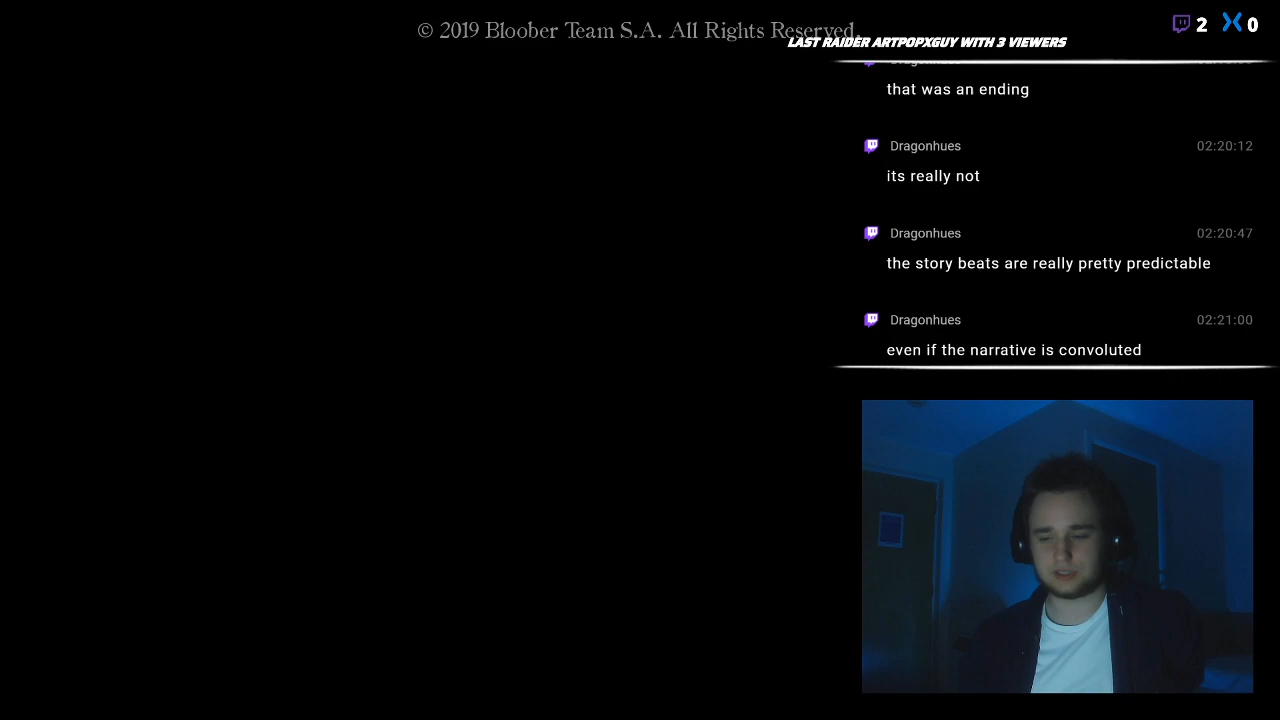 © 2019 Bloober Team S.A. All Rights Reserved.
2 0
LAST RAIDER ARTPOPXGUY WITH 3 VIEWERS
that was an ending
Dragonhues 02:20:12
its really not
Dragonhues 02:20:47
the story beats are really pretty predictable
Dragonhues 02:21:00
even if the narrative is convoluted